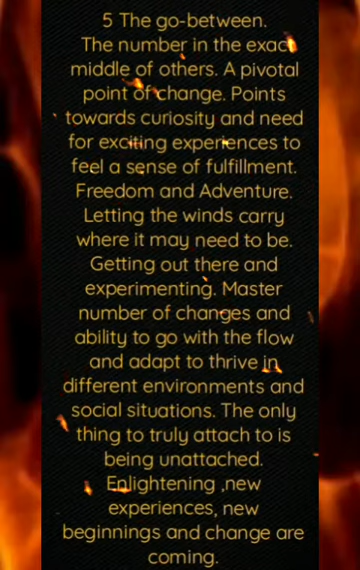 5 The go-between.
The number in the exact
middle of others. A pivotal
point of change. Points
towards curiosity and need
for exciting experiences to
feel a sense of fulfillment.
Freedom and Adventure.
Letting the winds carry
where it may need to be.
Getting out there and
experimenting. Master
number of changes and
ability to go with the flow
and adapt to thrive in
different environments and
social situations. The only
thing to truly attach to is
being unattached.
Enlightening ,new
experiences, new
beginnings and change are
coming.